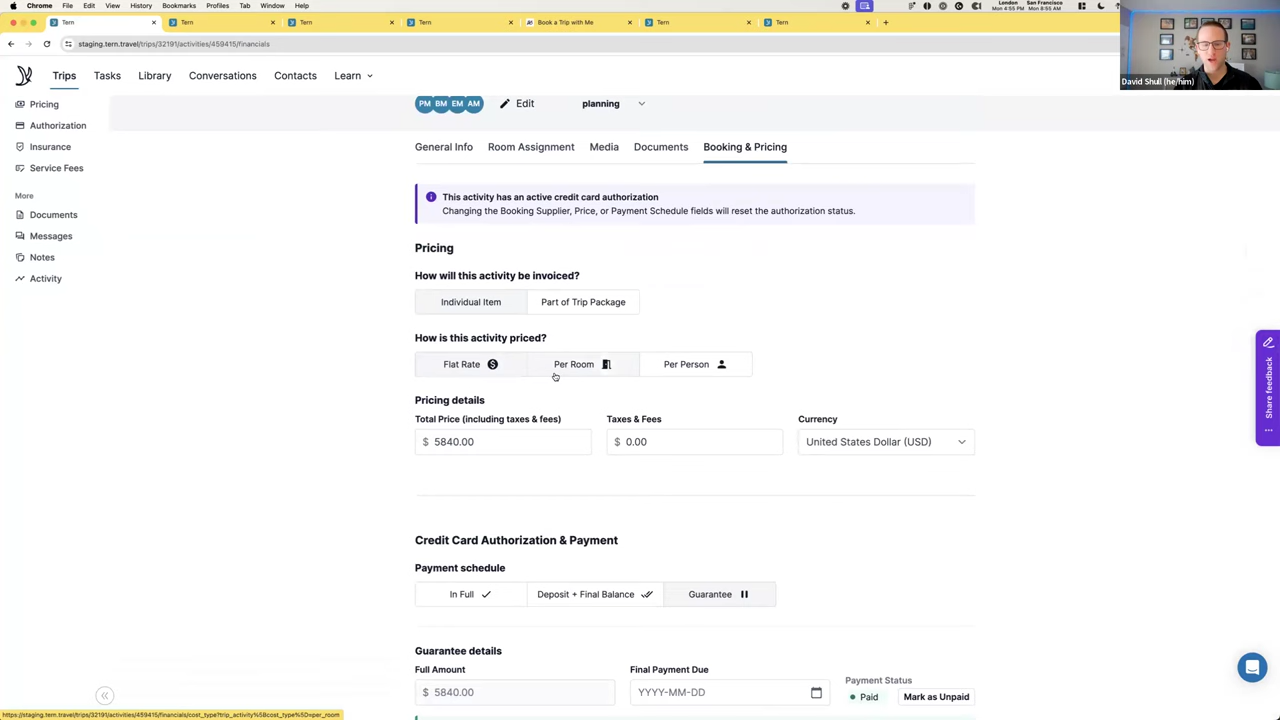 Chrome File Edit View History Bookmarks Profiles Tab Window Help
London Mon 4:55 PM San Francisco Mon 8:55 AM
Tern Tern Tern Tern Book a Trip with Me Tern Tern
staging.tern.travel/trips/32191/activities/459415/financials
David Shull (he/him)
Trips Tasks Library Conversations Contacts Learn
Pricing
Authorization
Insurance
Service Fees
More
Documents
Messages
Notes
Activity
PM BM EM AM Edit planning
General Info Room Assignment Media Documents Booking & Pricing
This activity has an active credit card authorization
Changing the Booking Supplier, Price, or Payment Schedule fields will reset the authorization status.
Pricing
How will this activity be invoiced?
Individual Item Part of Trip Package
How is this activity priced?
Flat Rate Per Room Per Person
Pricing details
Total Price (including taxes & fees) Taxes & Fees Currency
$ 5840.00 $ 0.00 United States Dollar (USD)
Credit Card Authorization & Payment
Payment schedule
In Full Deposit + Final Balance Guarantee
Guarantee details
Full Amount Final Payment Due Payment Status
$ 5840.00 YYYY-MM-DD Paid Mark as Unpaid
Share feedback
https://staging.tern.travel/trips/32191/activities/459415/financials/cost_type?trip_activity%5Bcost_type%5D=per_room